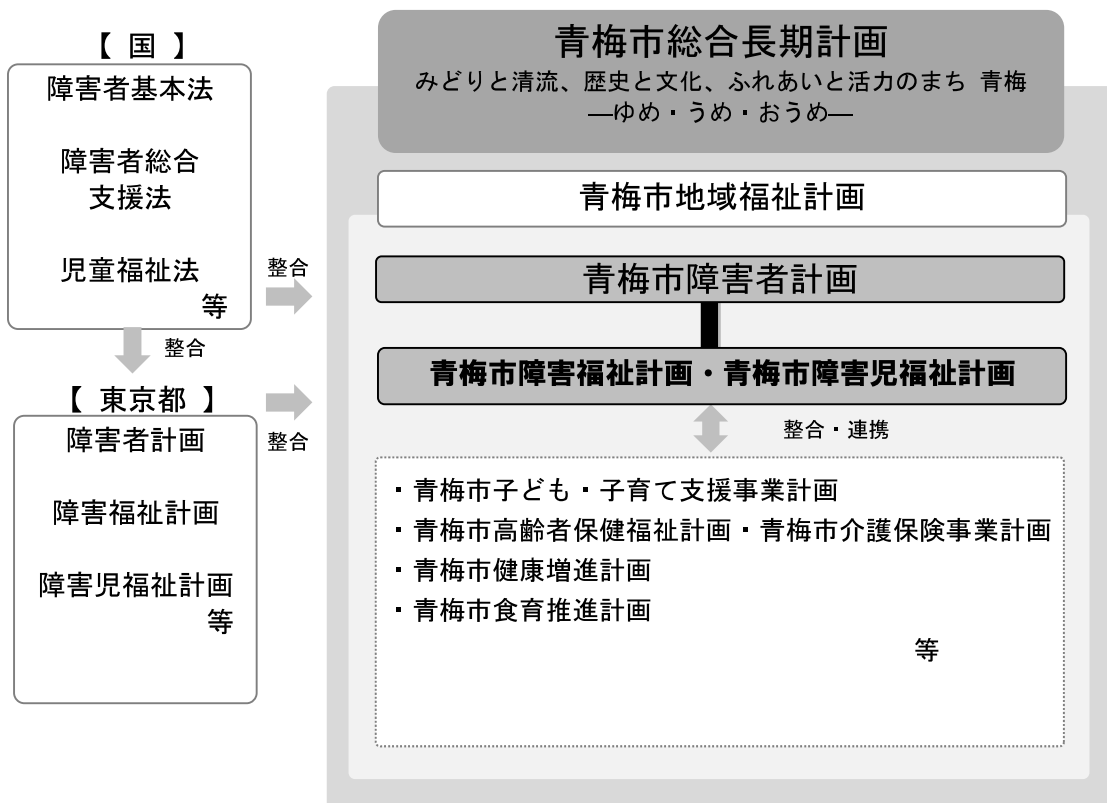 【 国 】
障害者基本法
障害者総合
支援法
児童福祉法
等
整合
整合
【 東京都 】
障害者計画
障害福祉計画
障害児福祉計画
等
整合
青梅市総合長期計画
みどりと清流、歴史と文化、ふれあいと活力のまち 青梅
―ゆめ・うめ・おうめ―
青梅市地域福祉計画
青梅市障害者計画
青梅市障害福祉計画・青梅市障害児福祉計画
整合・連携
・青梅市子ども・子育て支援事業計画
・青梅市高齢者保健福祉計画・青梅市介護保険事業計画
・青梅市健康増進計画
・青梅市食育推進計画
等